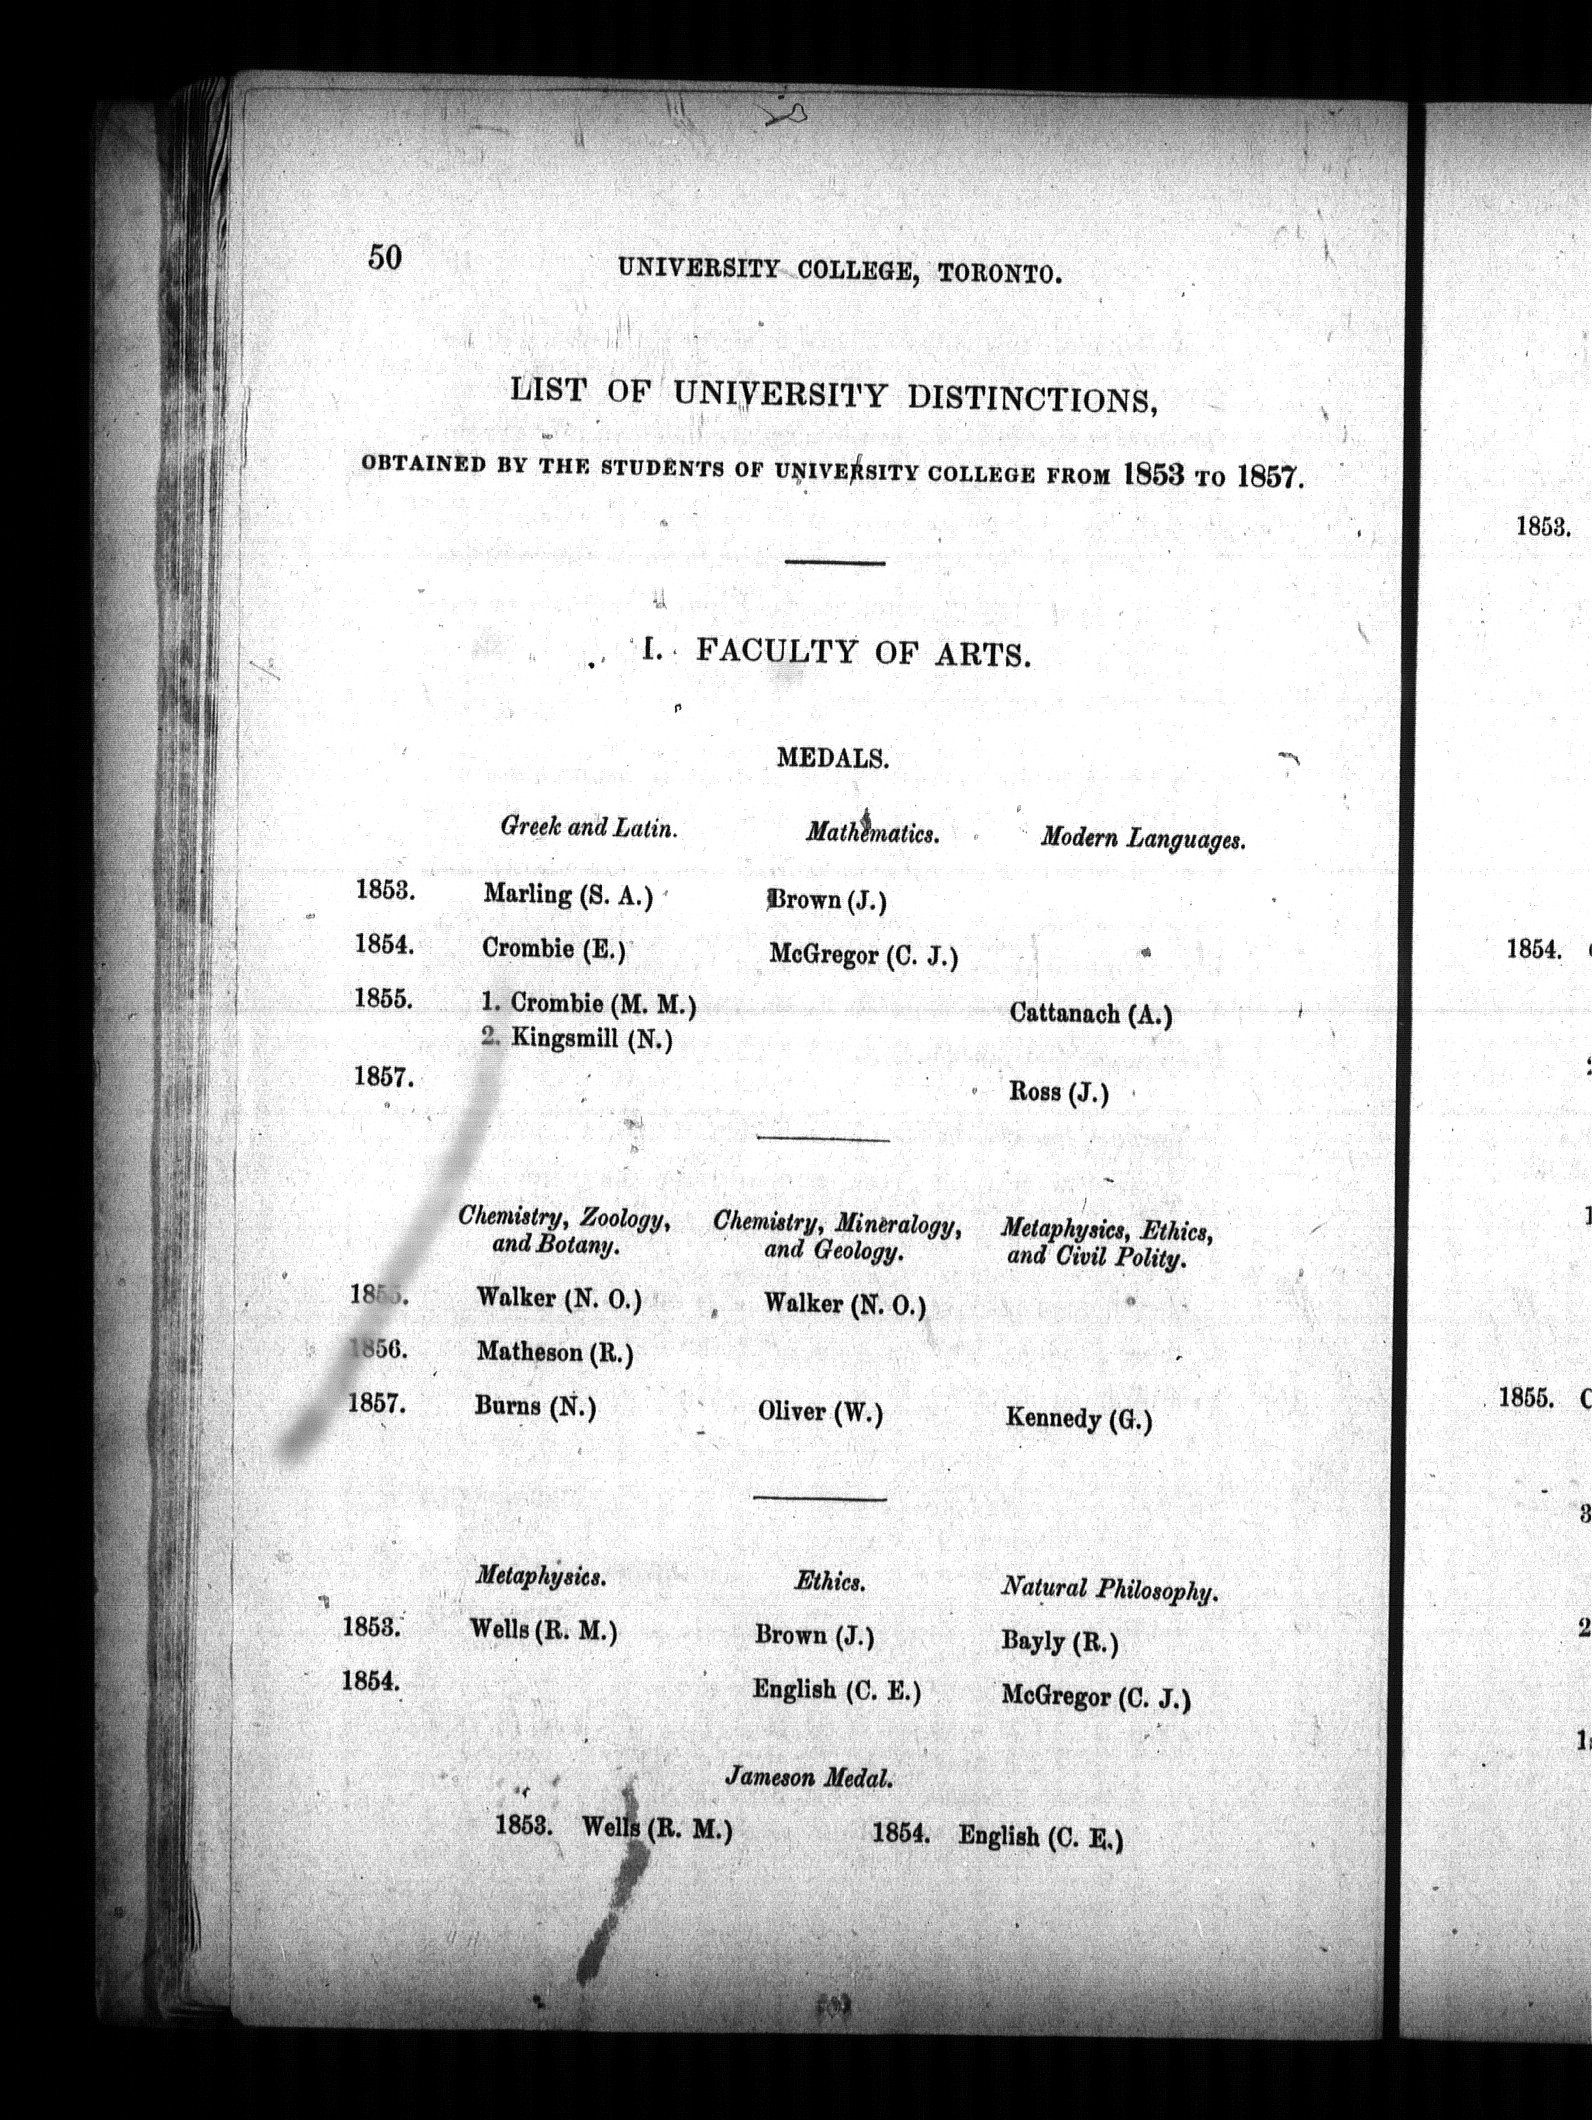 50
UNIVERSITY COLLEGE, TORONTO.
LIST OF UNIVERSITY DISTINCTIONS,
OBTAINED BY THE STUDENTS OF UNIVERSITY COLLEGE FROM 1853 TO 1857.
I. FACULTY OF ARTS.
MEDALS.
Greek and Latin. Mathematics. Modern Languages.
1853. Marling (S. A.) Brown (J.)
1854. Crombie (E.) McGregor (C. J.)
1855. 1. Crombie (M. M.) Cattanach (A.)
2. Kingsmill (N.)
1857. Ross (J.)
Chemistry, Zoology, Chemistry, Mineralogy, Metaphysics, Ethics,
and Botany. and Geology. and Civil Polity.
1855. Walker (N. O.) Walker (N. O.)
1856. Matheson (R.)
1857. Burns (N.) Oliver (W.) Kennedy (G.)
Metaphysics. Ethics. Natural Philosophy.
1853. Wells (R. M.) Brown (J.) Bayly (R.)
1854. English (C. E.) McGregor (C. J.)
Jameson Medal.
1853. Wells (R. M.) 1854. English (C. E.)
1853.
1854.
1855.
3
2